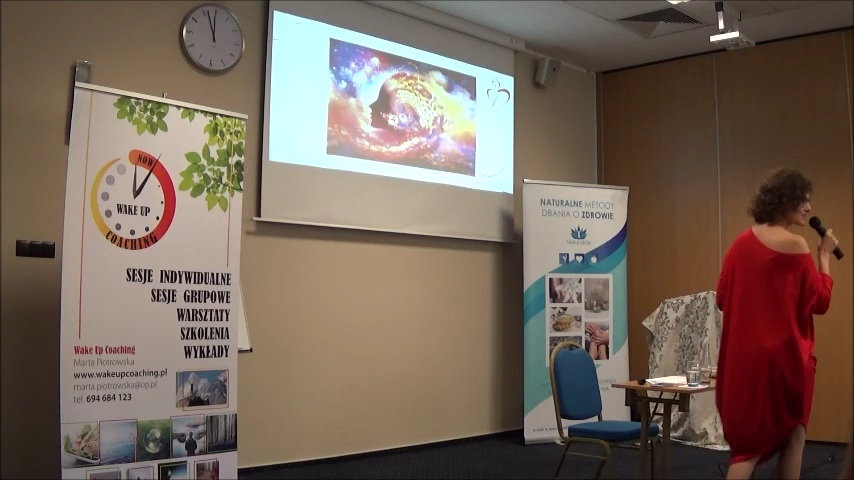 NOW
WAKE UP
COACHING
SESJE INDYWIDUALNE
SESJE GRUPOWE
WARSZTATY
SZKOLENIA
WYKŁADY
Wake Up Coaching
Marta Piotrowska
www.wakeupcoaching.pl
marta.piotrowska@op.pl
tel. 694 684 123
NATURALNE METODY
DBANIA O ZDROWIE